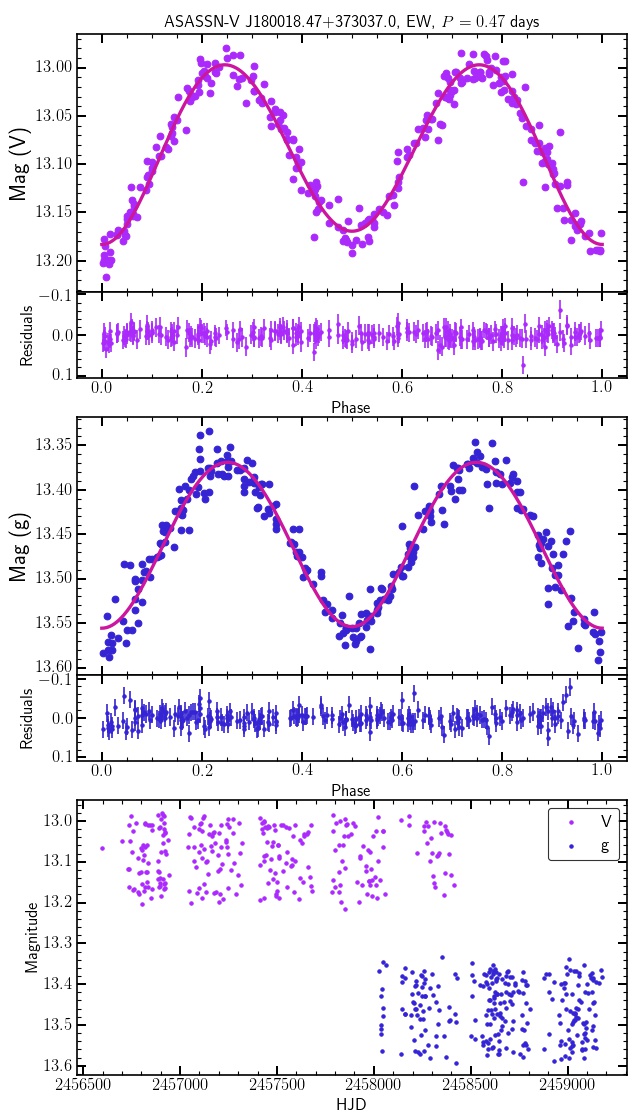 ASASSN-V J180018.47+373037.0, EW, P = 0.47 days
Mag (V)
13.00
13.05
13.10
13.15
13.20
Residuals
−0.1
0.0
0.1
0.0 0.2 0.4 0.6 0.8 1.0
Phase
Mag (g)
13.35
13.40
13.45
13.50
13.55
13.60
Residuals
−0.1
0.0
0.1
0.0 0.2 0.4 0.6 0.8 1.0
Phase
Magnitude
13.0
13.1
13.2
13.3
13.4
13.5
13.6
V
g
2456500 2457000 2457500 2458000 2458500 2459000
HJD